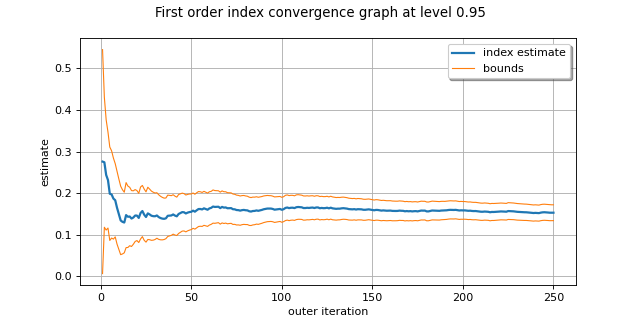 First order index convergence graph at level 0.95
index estimate
bounds
estimate
0.5
0.4
0.3
0.2
0.1
0.0
0
50
100
150
200
250
outer iteration